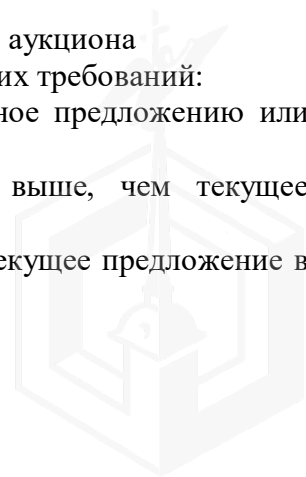 аукциона
их требований:
ное предложению или
выше, чем текущее
екущее предложение в